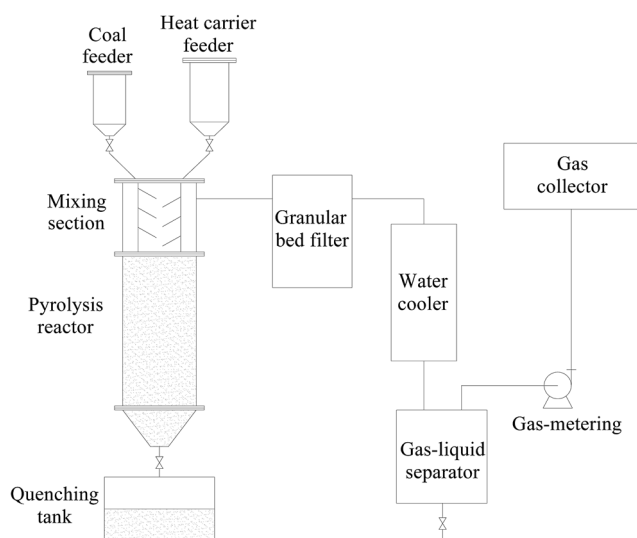 Coal
feeder
Heat carrier
feeder
Mixing
section
Granular
bed filter
Gas
collector
Pyrolysis
reactor
Water
cooler
Gas-metering
Gas-liquid
separator
Quenching
tank